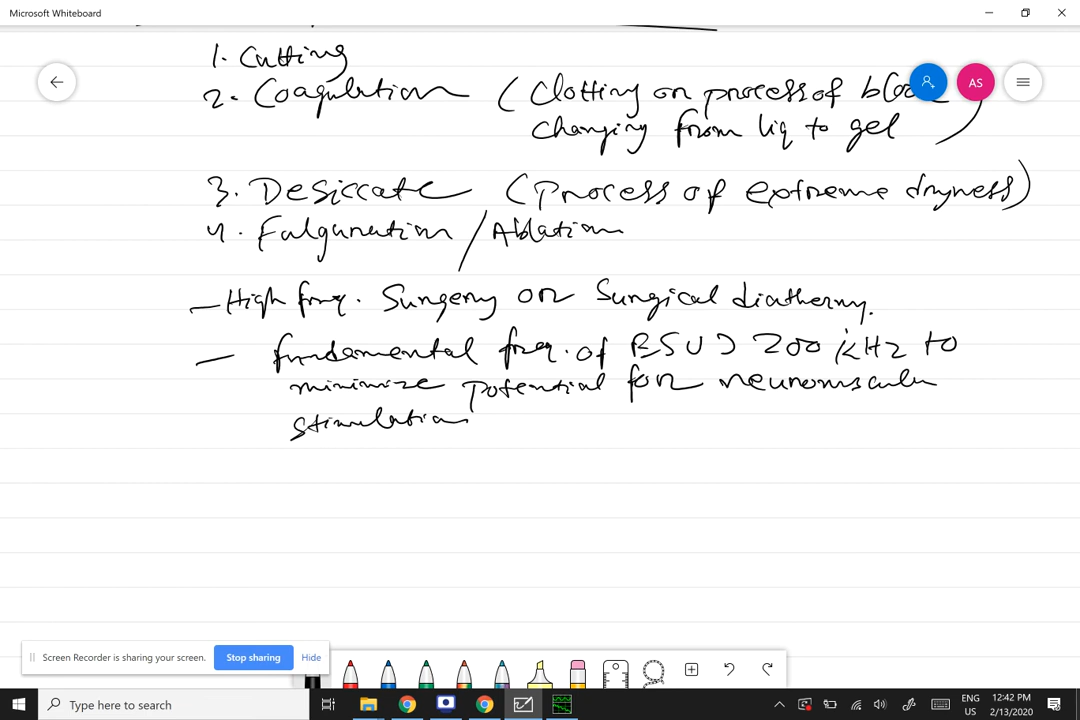 Microsoft Whiteboard
1. Cutting
2. Coagulation (Clotting or process of blood
changing from liq to gel)
AS
3. Desiccate (Process of extreme dryness)
4. Fulguration / Ablation
— High freq. Surgery or Surgical diathermy.
— fundamental freq. of ESU > 200 kHz to
minimize potential for neuromuscular
stimulation
Screen Recorder is sharing your screen. Stop sharing Hide
Type here to search
ENG
US
12:42 PM
2/13/2020